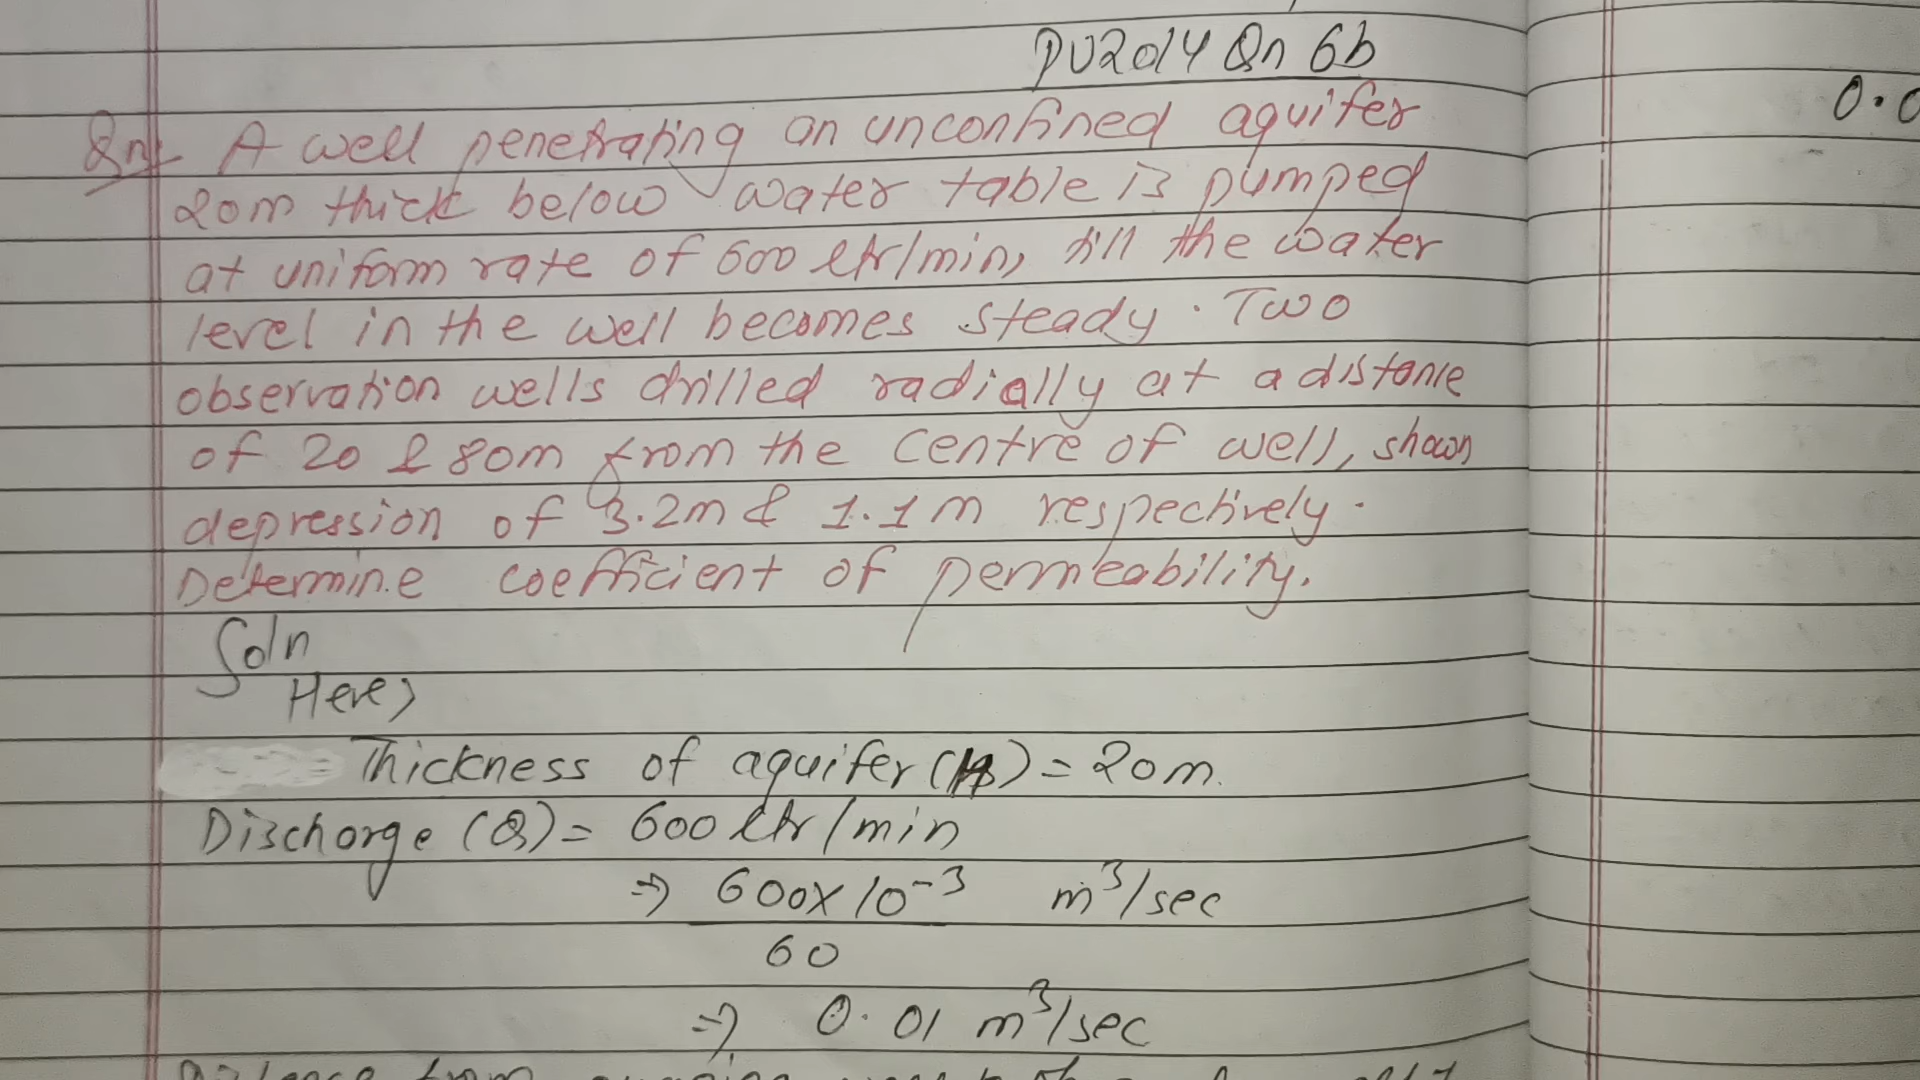 PU2014 Qn 6b
0.0
Qn1- A well penetrating an unconfined aquifer
20m thick below water table is pumped
at uniform rate of 600 ltr/min, till the water
level in the well becomes steady. Two
observation wells drilled radially at a distance
of 20 & 80m from the centre of well, shown
depression of 3.2m & 1.1m respectively.
Determine coefficient of permeability.
Soln
Here,
Thickness of aquifer (H) = 20m.
Discharge (Q) = 600 ltr/min
⇒ 600×10⁻³ m³/sec
60
⇒ 0.01 m³/sec